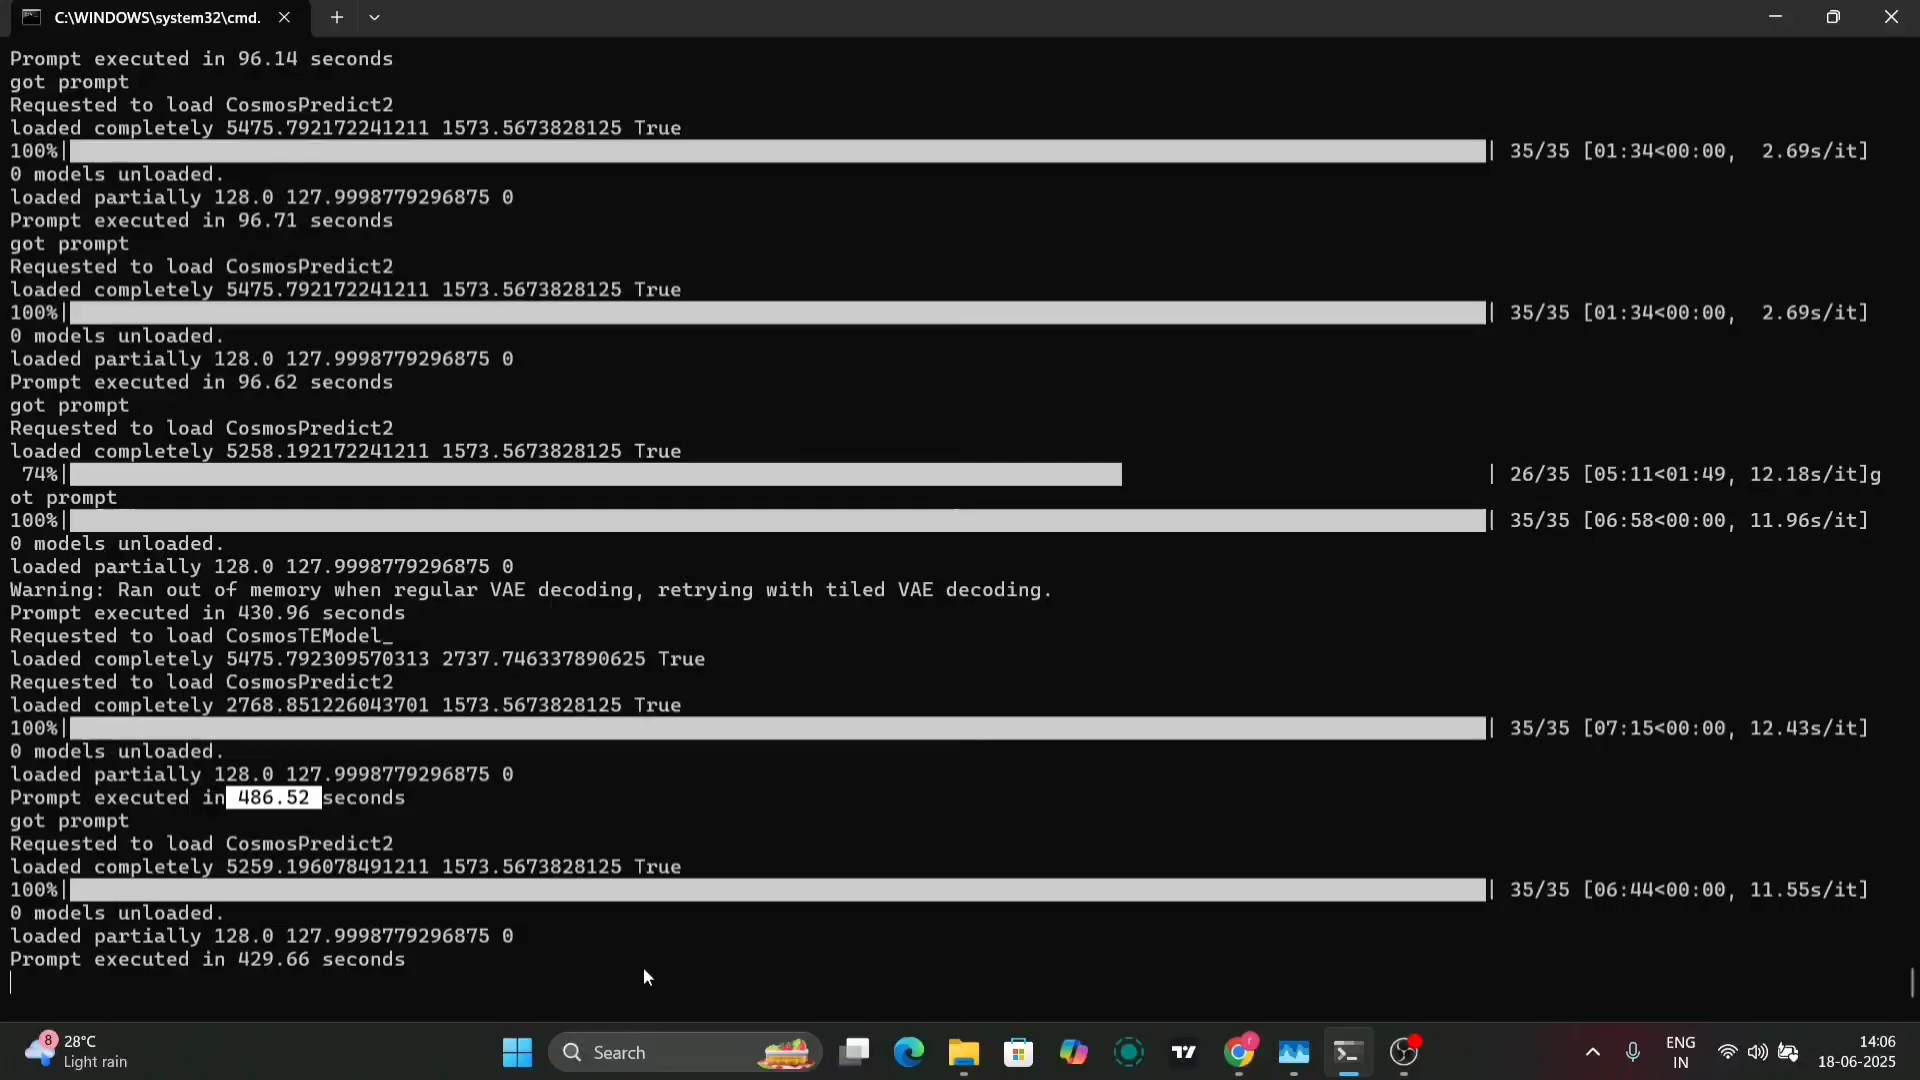 C:\WINDOWS\system32\cmd.
Prompt executed in 96.14 seconds
got prompt
Requested to load CosmosPredict2
loaded completely 5475.792172241211 1573.5673828125 True
100%| | 35/35 [01:34<00:00, 2.69s/it]
0 models unloaded.
loaded partially 128.0 127.9998779296875 0
Prompt executed in 96.71 seconds
got prompt
Requested to load CosmosPredict2
loaded completely 5475.792172241211 1573.5673828125 True
100%| | 35/35 [01:34<00:00, 2.69s/it]
0 models unloaded.
loaded partially 128.0 127.9998779296875 0
Prompt executed in 96.62 seconds
got prompt
Requested to load CosmosPredict2
loaded completely 5258.192172241211 1573.5673828125 True
74%| | 26/35 [05:11<01:49, 12.18s/it]g
ot prompt
100%| | 35/35 [06:58<00:00, 11.96s/it]
0 models unloaded.
loaded partially 128.0 127.9998779296875 0
Warning: Ran out of memory when regular VAE decoding, retrying with tiled VAE decoding.
Prompt executed in 430.96 seconds
Requested to load CosmosTEModel_
loaded completely 5475.792309570313 2737.746337890625 True
Requested to load CosmosPredict2
loaded completely 2768.851226043701 1573.5673828125 True
100%| | 35/35 [07:15<00:00, 12.43s/it]
0 models unloaded.
loaded partially 128.0 127.9998779296875 0
Prompt executed in 486.52 seconds
got prompt
Requested to load CosmosPredict2
loaded completely 5259.196078491211 1573.5673828125 True
100%| | 35/35 [06:44<00:00, 11.55s/it]
0 models unloaded.
loaded partially 128.0 127.9998779296875 0
Prompt executed in 429.66 seconds
8
28°C
Light rain
Search
ENG
IN
14:06
18-06-2025